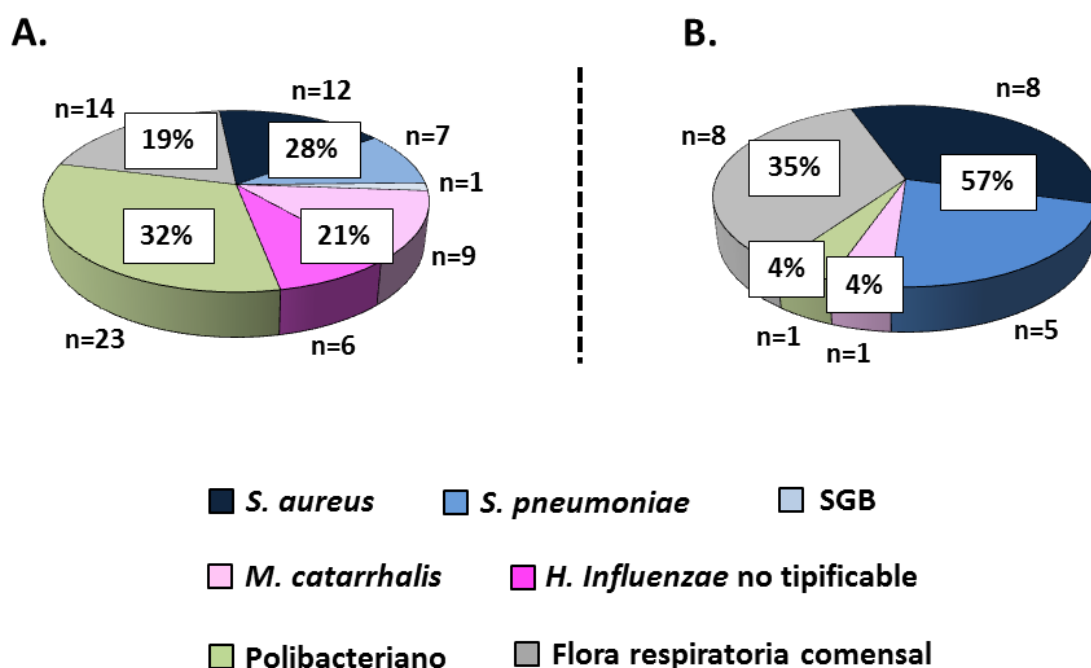 A.
B.
n=12
n=14
n=7
19%
28%
n=1
32%
21%
n=9
n=23
n=6
n=8
n=8
35%
57%
4%
4%
n=1
n=1
n=5
S. aureus
S. pneumoniae
SGB
M. catarrhalis
H. Influenzae no tipificable
Polibacteriano
Flora respiratoria comensal